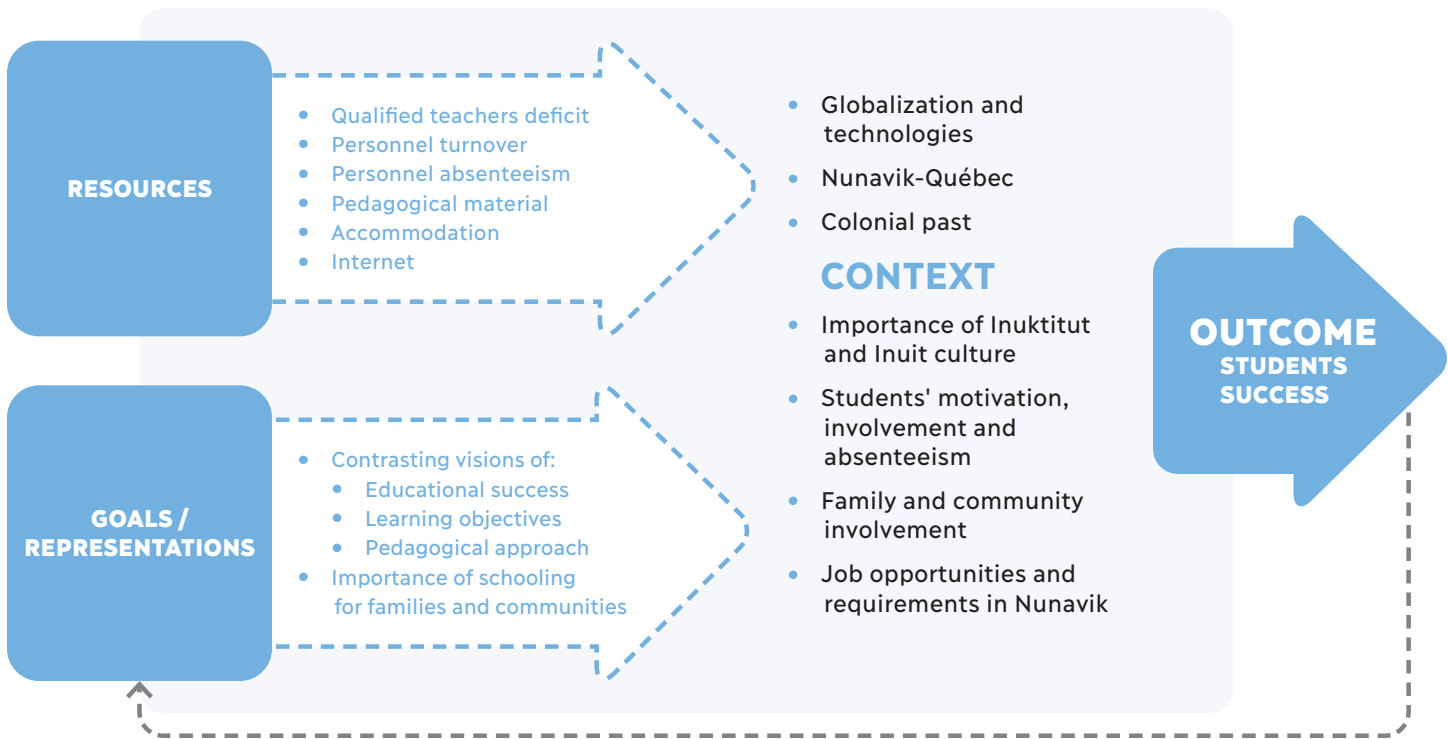 RESOURCES
• Qualified teachers deficit
• Personnel turnover
• Personnel absenteeism
• Pedagogical material
• Accommodation
• Internet
GOALS /
REPRESENTATIONS
• Contrasting visions of:
• Educational success
• Learning objectives
• Pedagogical approach
• Importance of schooling
for families and communities
• Globalization and
technologies
• Nunavik-Québec
• Colonial past
CONTEXT
• Importance of Inuktitut
and Inuit culture
• Students' motivation,
involvement and
absenteeism
• Family and community
involvement
• Job opportunities and
requirements in Nunavik
OUTCOME
STUDENTS
SUCCESS